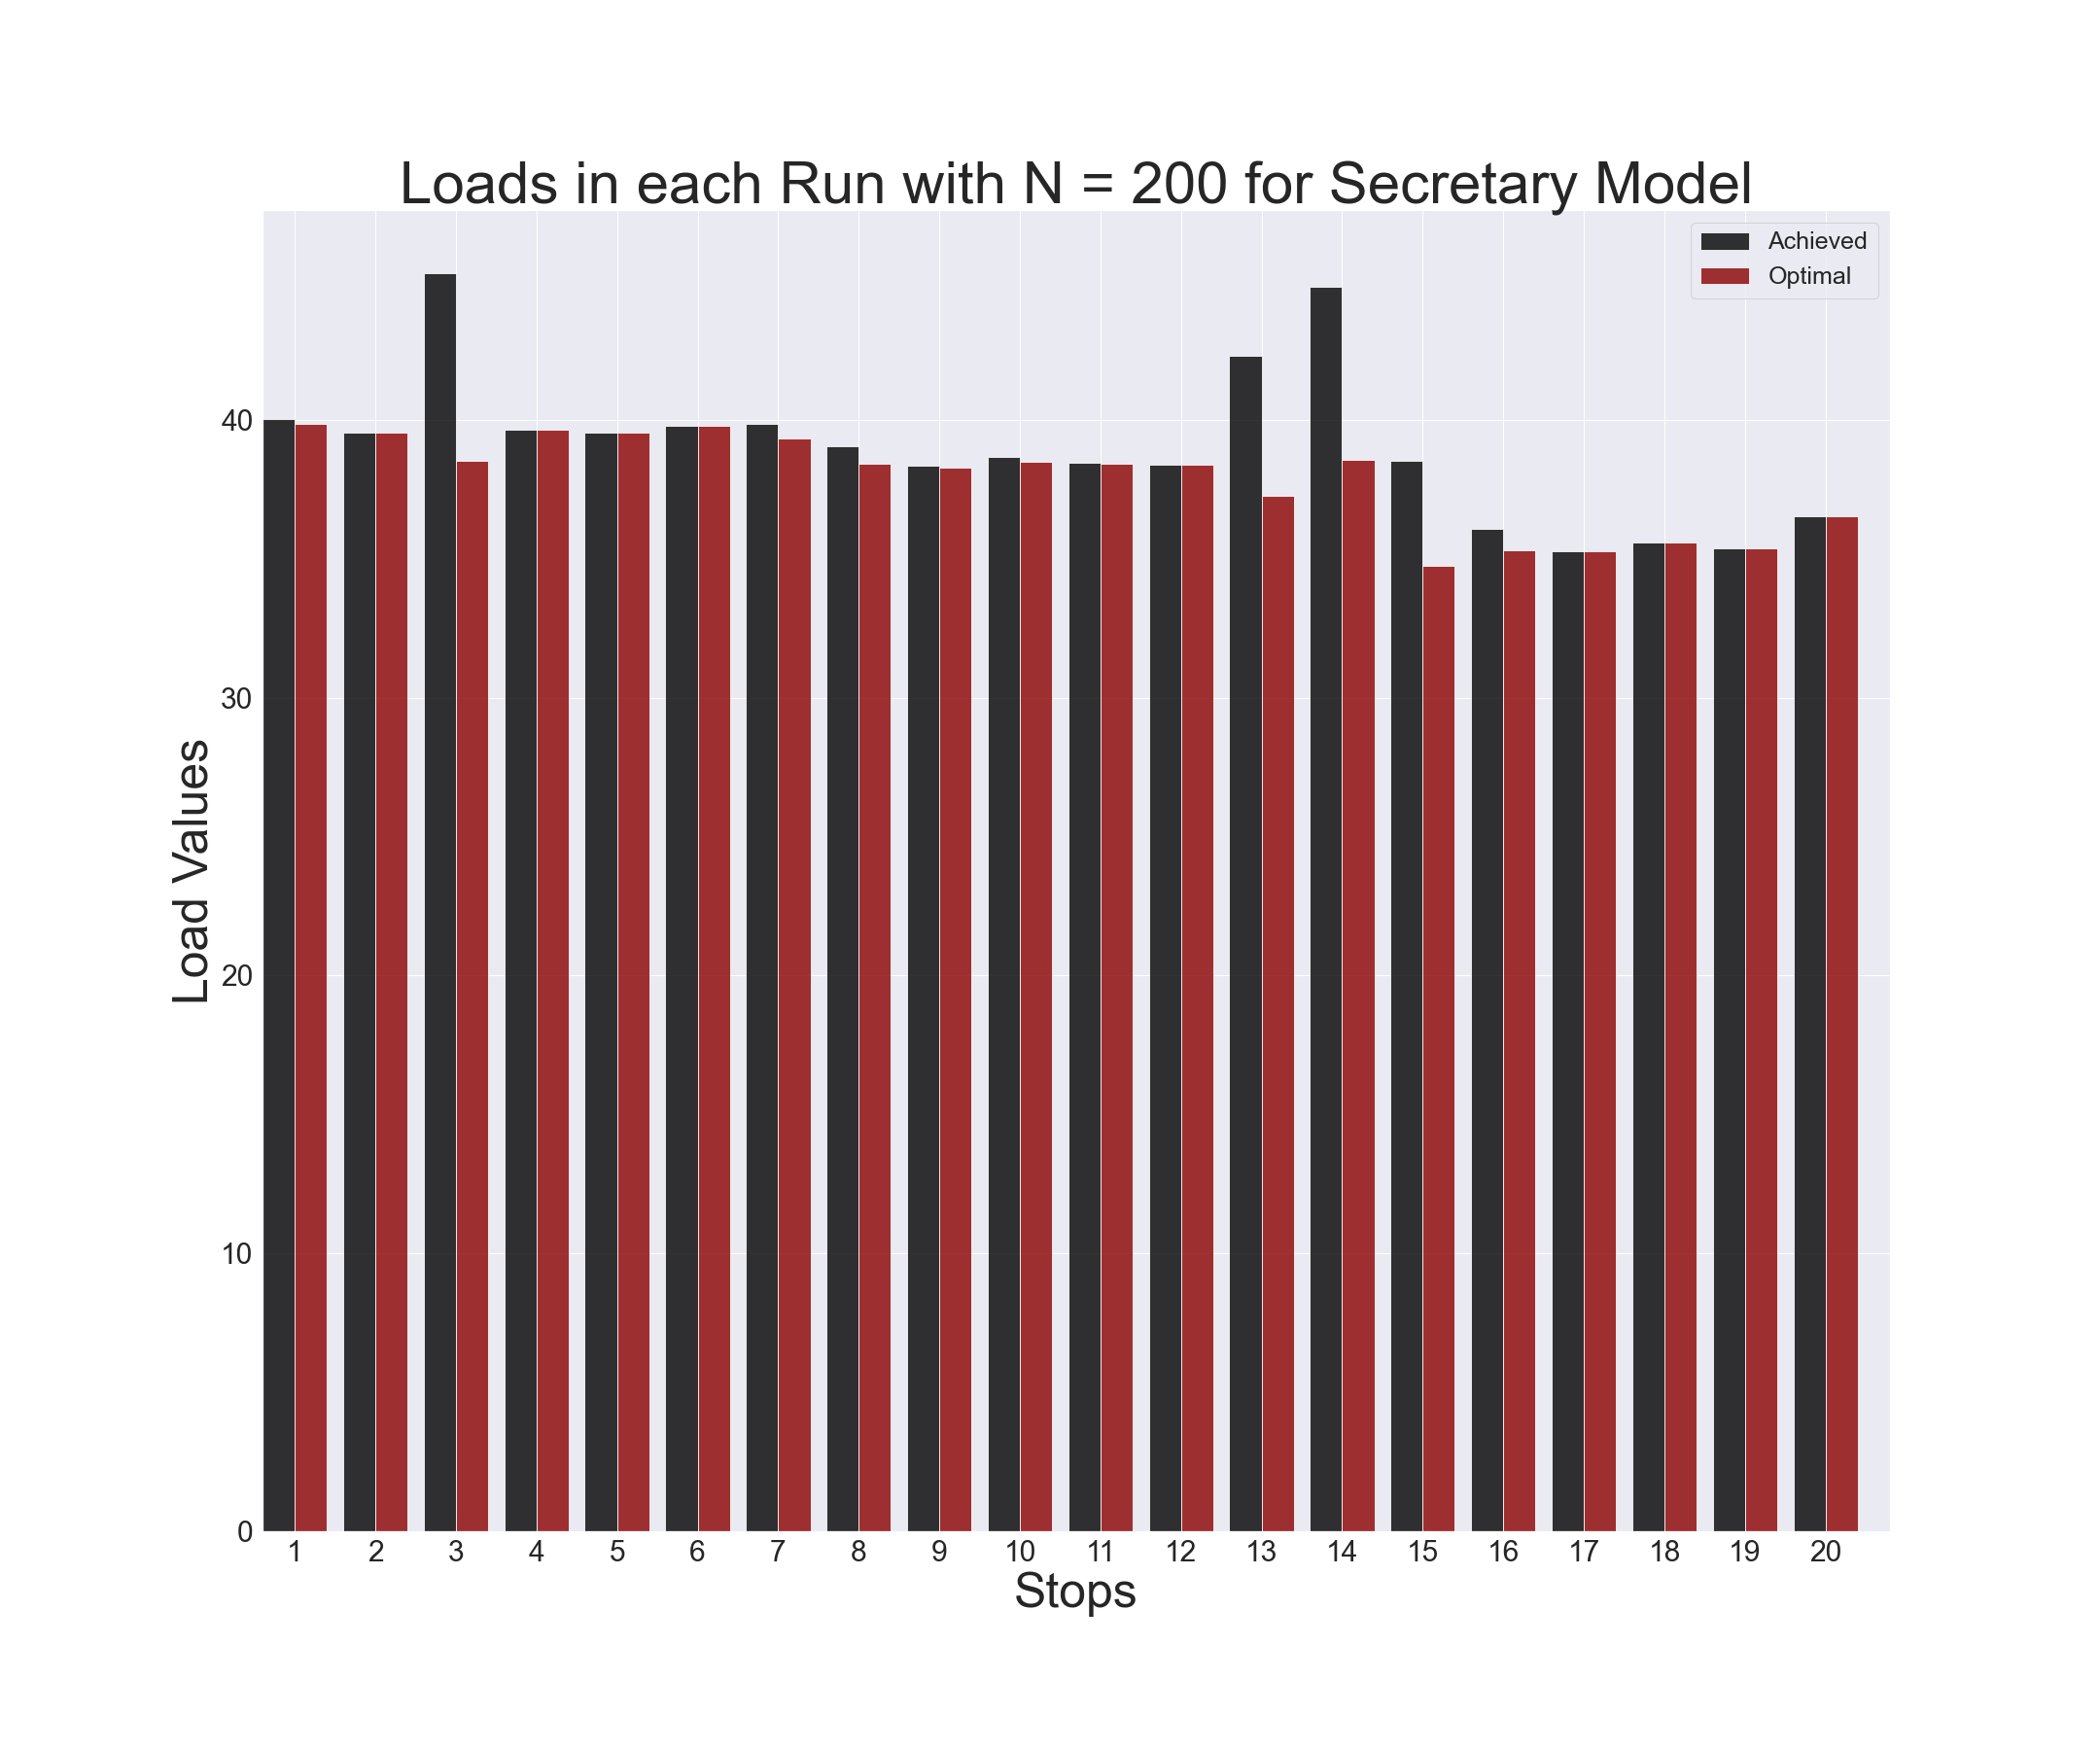 Loads in each Run with N = 200 for Secretary Model
Achieved
Optimal
40
30
20
10
0
Load Values
1 2 3 4 5 6 7 8 9 10 11 12 13 14 15 16 17 18 19 20
Stops